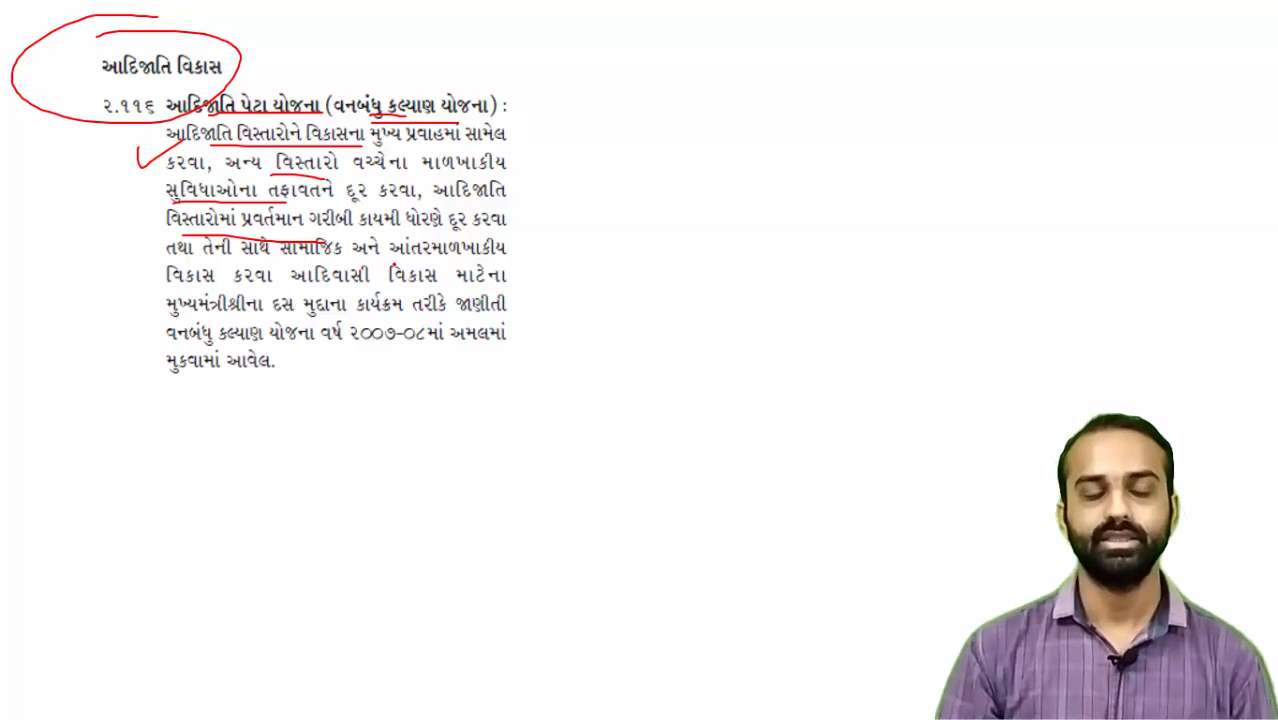 આદિજાતિ વિકાસ
૨.૧૧૬ આદિજાતિ પેટા યોજના (વનબંધુ કલ્યાણ યોજના) :
આદિજાતિ વિસ્તારોને વિકાસના મુખ્ય પ્રવાહમાં સામેલ
કરવા, અન્ય વિસ્તારો વચ્ચેના માળખાકીય
સુવિધાઓના તફાવતને દૂર કરવા, આદિજાતિ
વિસ્તારોમાં પ્રવર્તમાન ગરીબી કાયમી ધોરણે દૂર કરવા
તથા તેની સાથે સામાજિક અને આંતરમાળખાકીય
વિકાસ કરવા આદિવાસી વિકાસ માટેના
મુખ્યમંત્રીશ્રીના દસ મુદ્દાના કાર્યક્રમ તરીકે જાણીતી
વનબંધુ કલ્યાણ યોજના વર્ષ ૨૦૦૭-૦૮માં અમલમાં
મુકવામાં આવેલ.